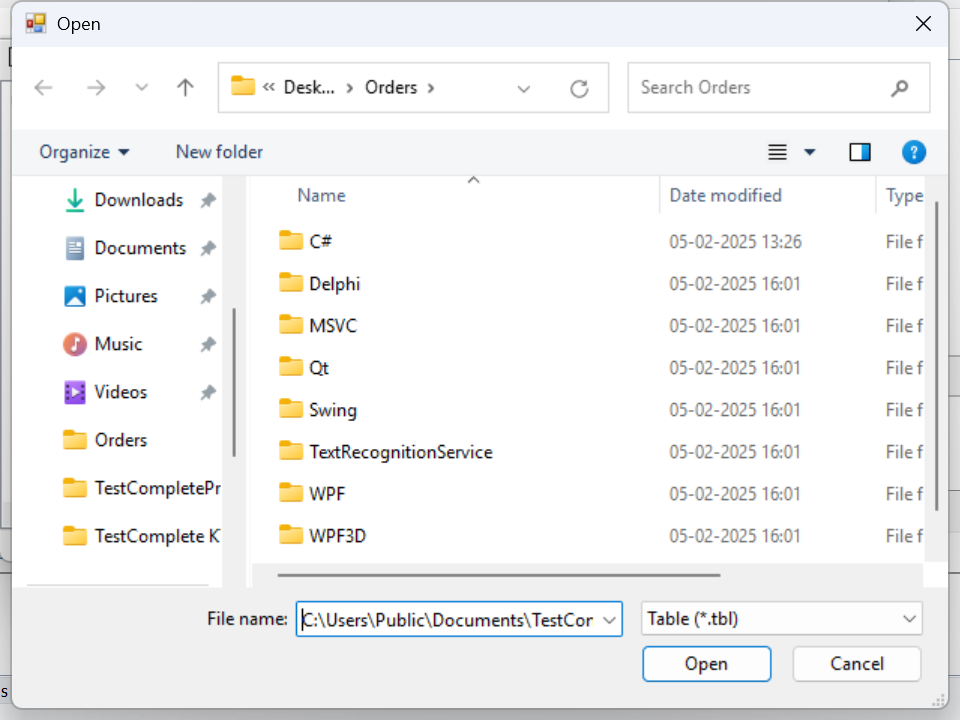 Open
« Desk... › Orders ›
Search Orders
Organize
New folder
?
Downloads
Documents
Pictures
Music
Videos
Orders
TestCompletePr
TestComplete K
Name Date modified Type
C# 05-02-2025 13:26 File f
Delphi 05-02-2025 16:01 File f
MSVC 05-02-2025 16:01 File f
Qt 05-02-2025 16:01 File f
Swing 05-02-2025 16:01 File f
TextRecognitionService 05-02-2025 16:01 File f
WPF 05-02-2025 16:01 File f
WPF3D 05-02-2025 16:01 File f
File name: C:\Users\Public\Documents\TestCor Table (*.tbl)
Open Cancel
s